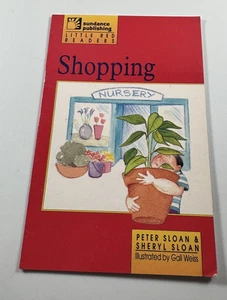 sundance
publishing
LITTLE RED
READERS
Shopping
NURSERY
PETER SLOAN &
SHERYL SLOAN
Illustrated by Gail Weiss